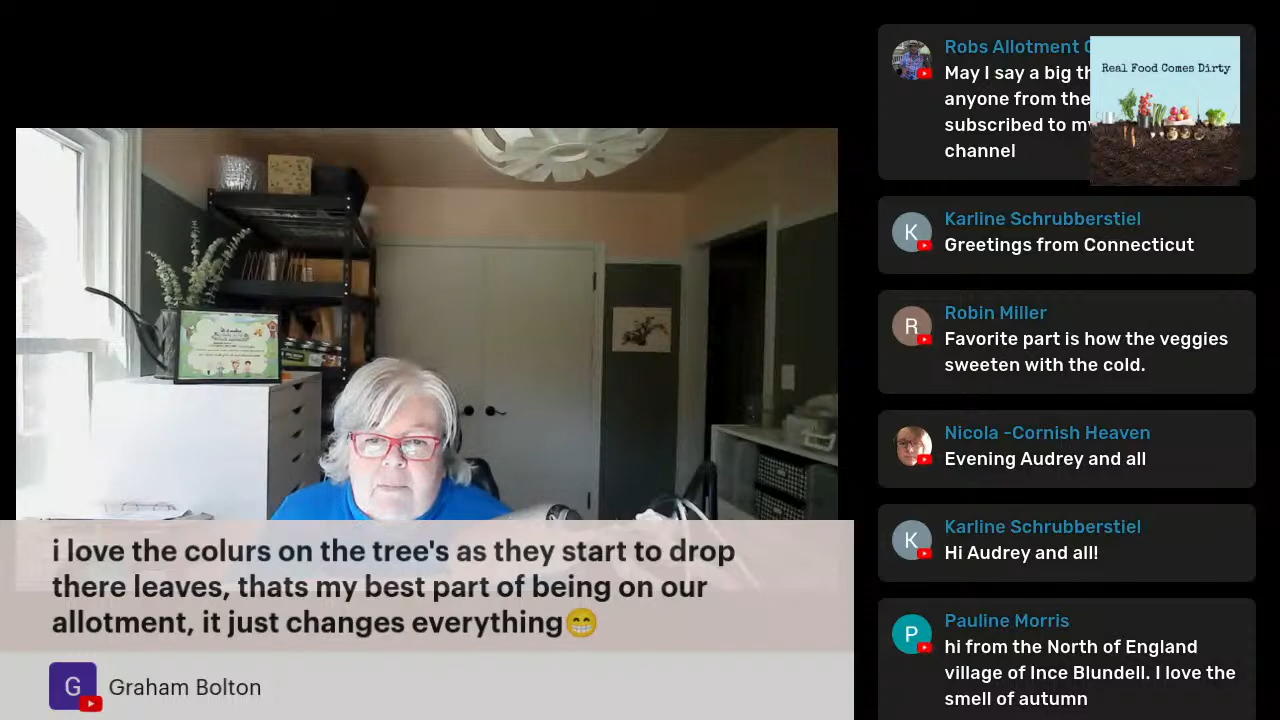 i love the colurs on the tree's as they start to drop
there leaves, thats my best part of being on our
allotment, it just changes everything😁
G
Graham Bolton
Robs Allotment
May I say a big
anyone from the
subscribed to
channel
Real Food Comes Dirty
K
Karline Schrubberstiel
Greetings from Connecticut
R
Robin Miller
Favorite part is how the veggies
sweeten with the cold.
Nicola -Cornish Heaven
Evening Audrey and all
K
Karline Schrubberstiel
Hi Audrey and all!
P
Pauline Morris
hi from the North of England
village of Ince Blundell. I love the
smell of autumn